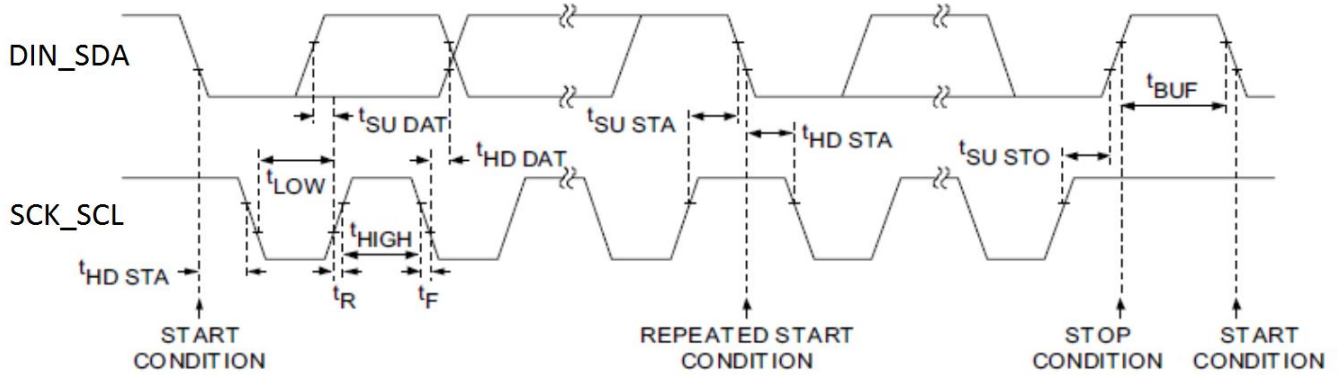 DIN_SDA
tSU DAT
tSU STA
tHD STA
tBUF
tHD DAT
tSU STO
tLOW
SCK_SCL
tHIGH
tHD STA
tR
tF
START
CONDITION
REPEATED START
CONDITION
STOP
CONDITION
START
CONDITION